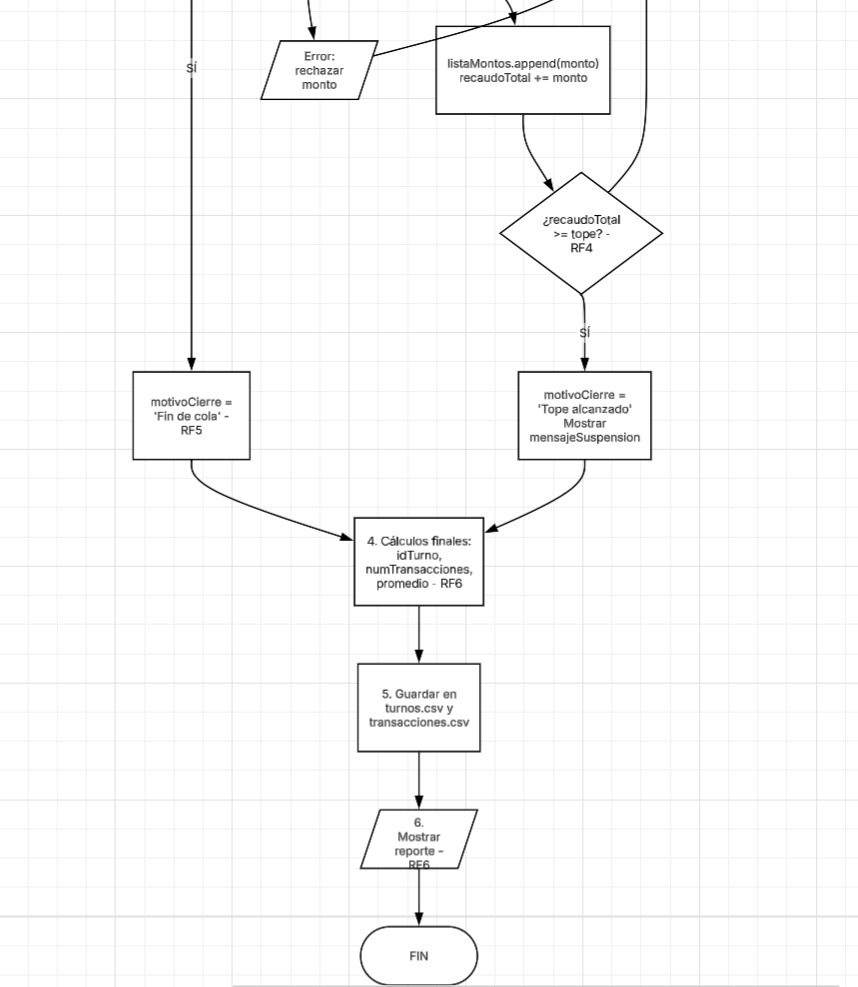 SÍ
Error:
rechazar
monto
listaMontos.append(monto)
recaudoTotal += monto
¿recaudoTotal
>= tope? -
RF4
SÍ
motivoCierre =
'Fin de cola' -
RF5
motivoCierre =
'Tope alcanzado'
Mostrar
mensajeSuspension
4. Cálculos finales:
idTurno,
numTransacciones,
promedio - RF6
5. Guardar en
turnos.csv y
transacciones.csv
6.
Mostrar
reporte -
RF6
FIN